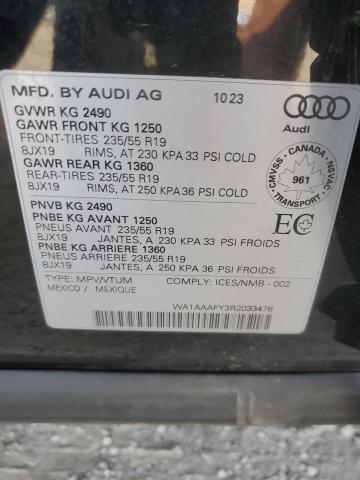 MFD. BY AUDI AG 10 23
GVWR KG 2490
GAWR FRONT KG 1250
FRONT-TIRES 235/55 R19
8JX19 RIMS, AT 230 KPA 33 PSI COLD
GAWR REAR KG 1360
REAR-TIRES 235/55 R19
8JX19 RIMS, AT 250 KPA 36 PSI COLD
Audi
CMVSS - CANADA - NSVAC
961
TRANSPORT
PNVB KG 2490
PNBE KG AVANT 1250
PNEUS AVANT 235/55 R19
8JX19 JANTES, A 230 KPA 33 PSI FROIDS
PNBE KG ARRIERE 1360
PNEUS ARRIERE 235/55 R19
8JX19 JANTES, A 250 KPA 36 PSI FROIDS
EC
TYPE: MPV/VTUM COMPLY: ICES/NMB - 002
MEXICO / MEXIQUE
WA1AAAFY3R2033476